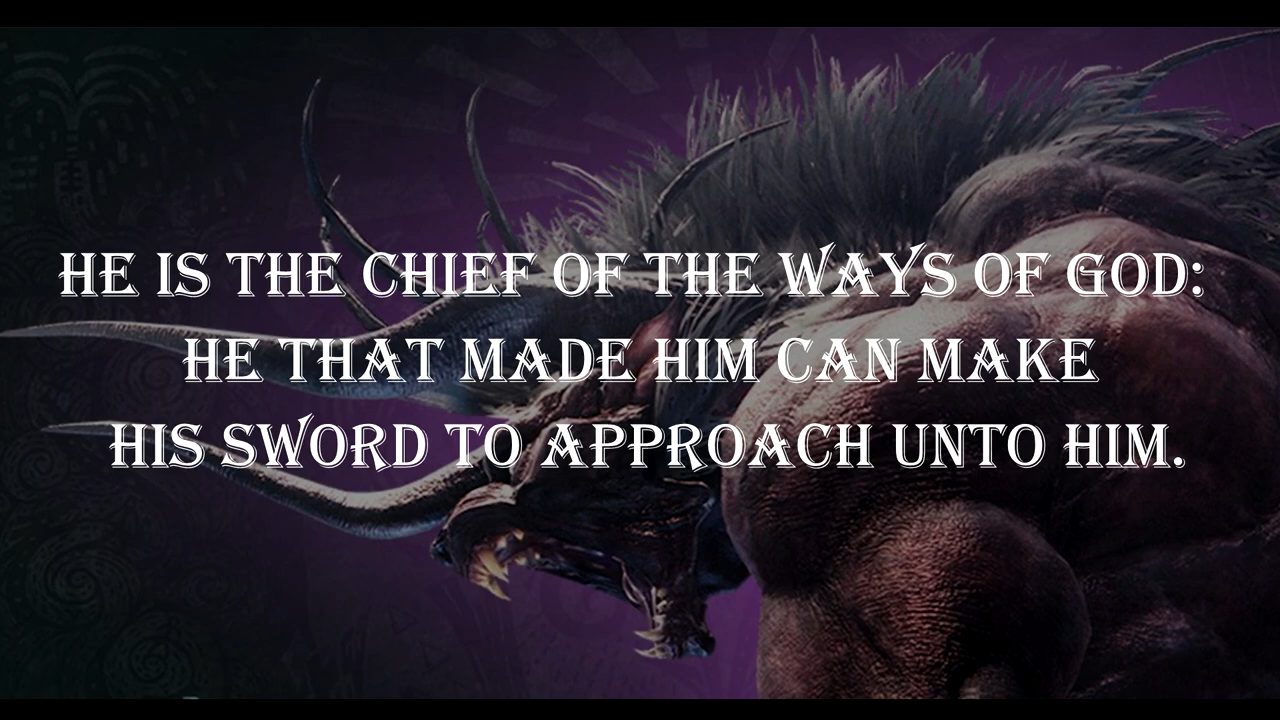 HE IS THE CHIEF OF THE WAYS OF GOD:
HE THAT MADE HIM CAN MAKE
HIS SWORD TO APPROACH UNTO HIM.